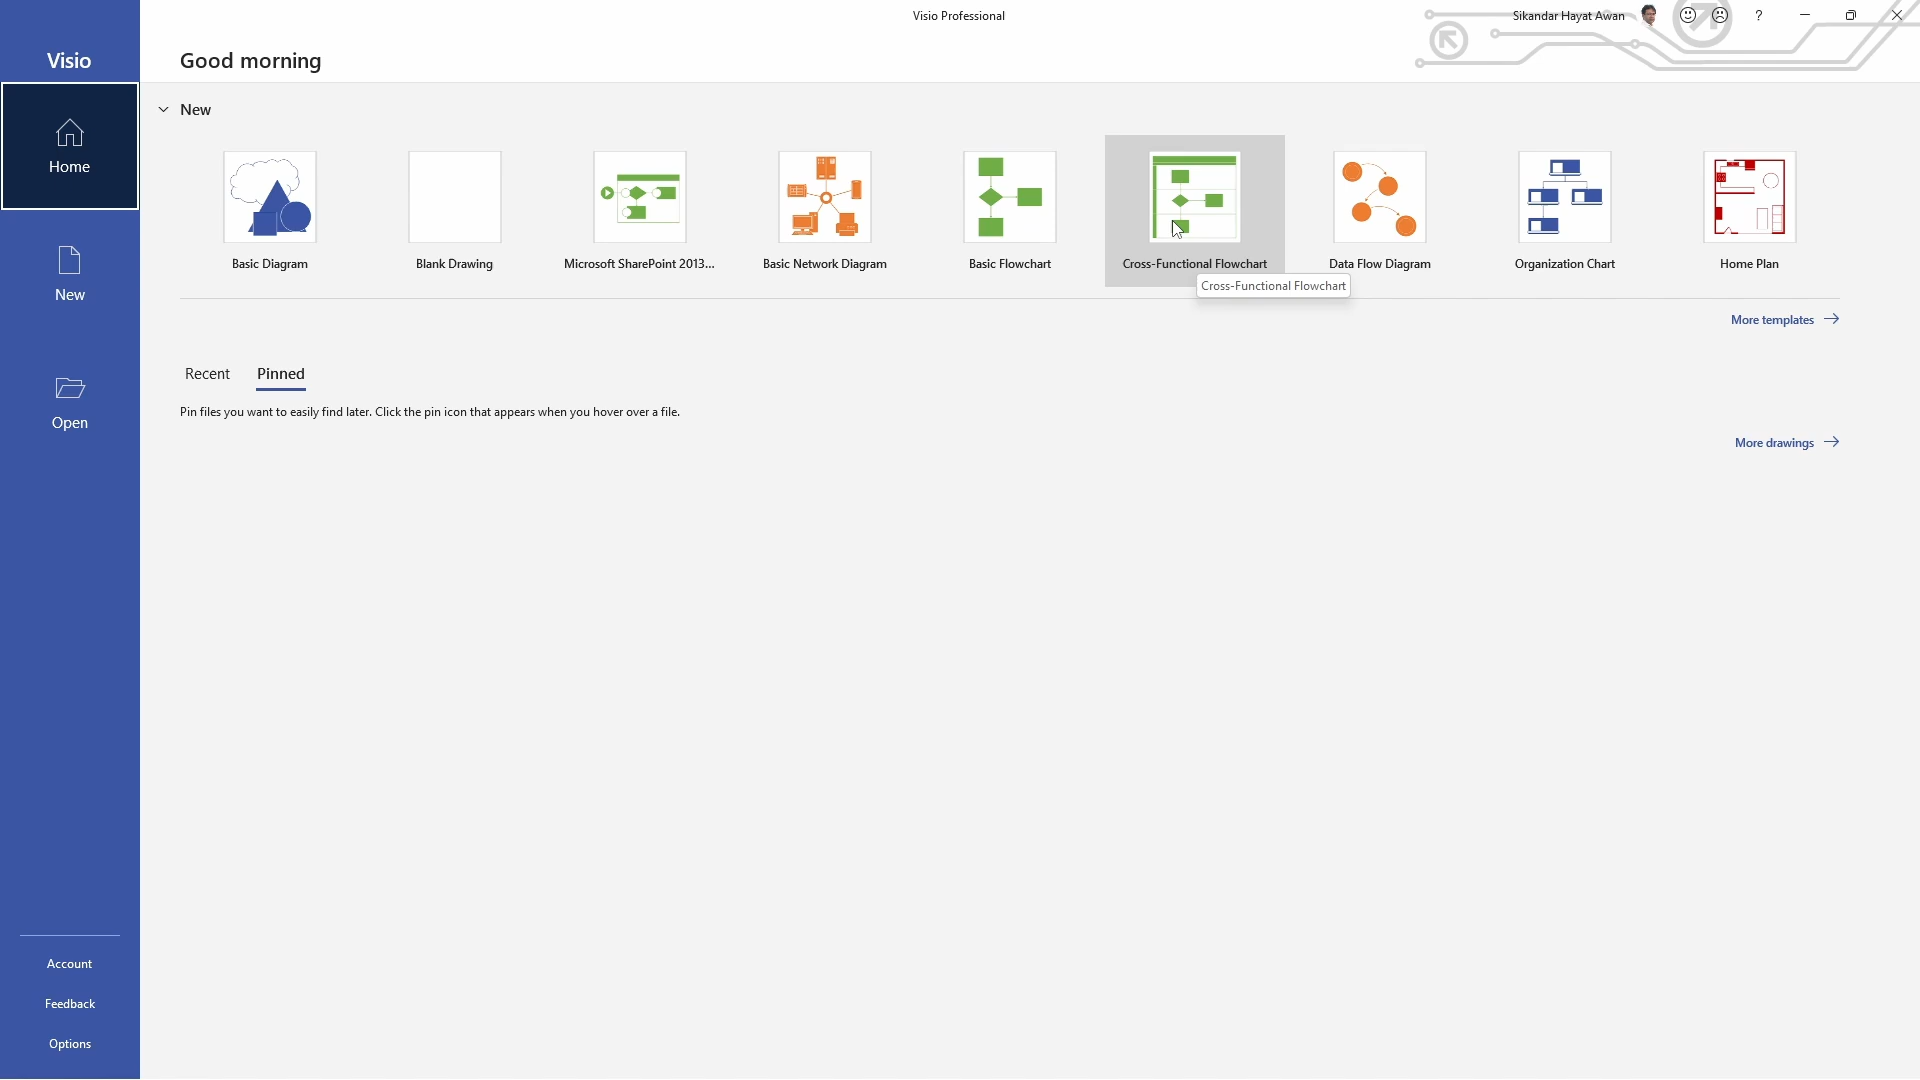 Visio Professional
Sikandar Hayat Awan
?
Visio
Good morning
Home
New
Open
New
Basic Diagram
Blank Drawing
Microsoft SharePoint 2013...
Basic Network Diagram
Basic Flowchart
Cross-Functional Flowchart
Data Flow Diagram
Organization Chart
Home Plan
Cross-Functional Flowchart
More templates
Recent
Pinned
Pin files you want to easily find later. Click the pin icon that appears when you hover over a file.
More drawings
Account
Feedback
Options